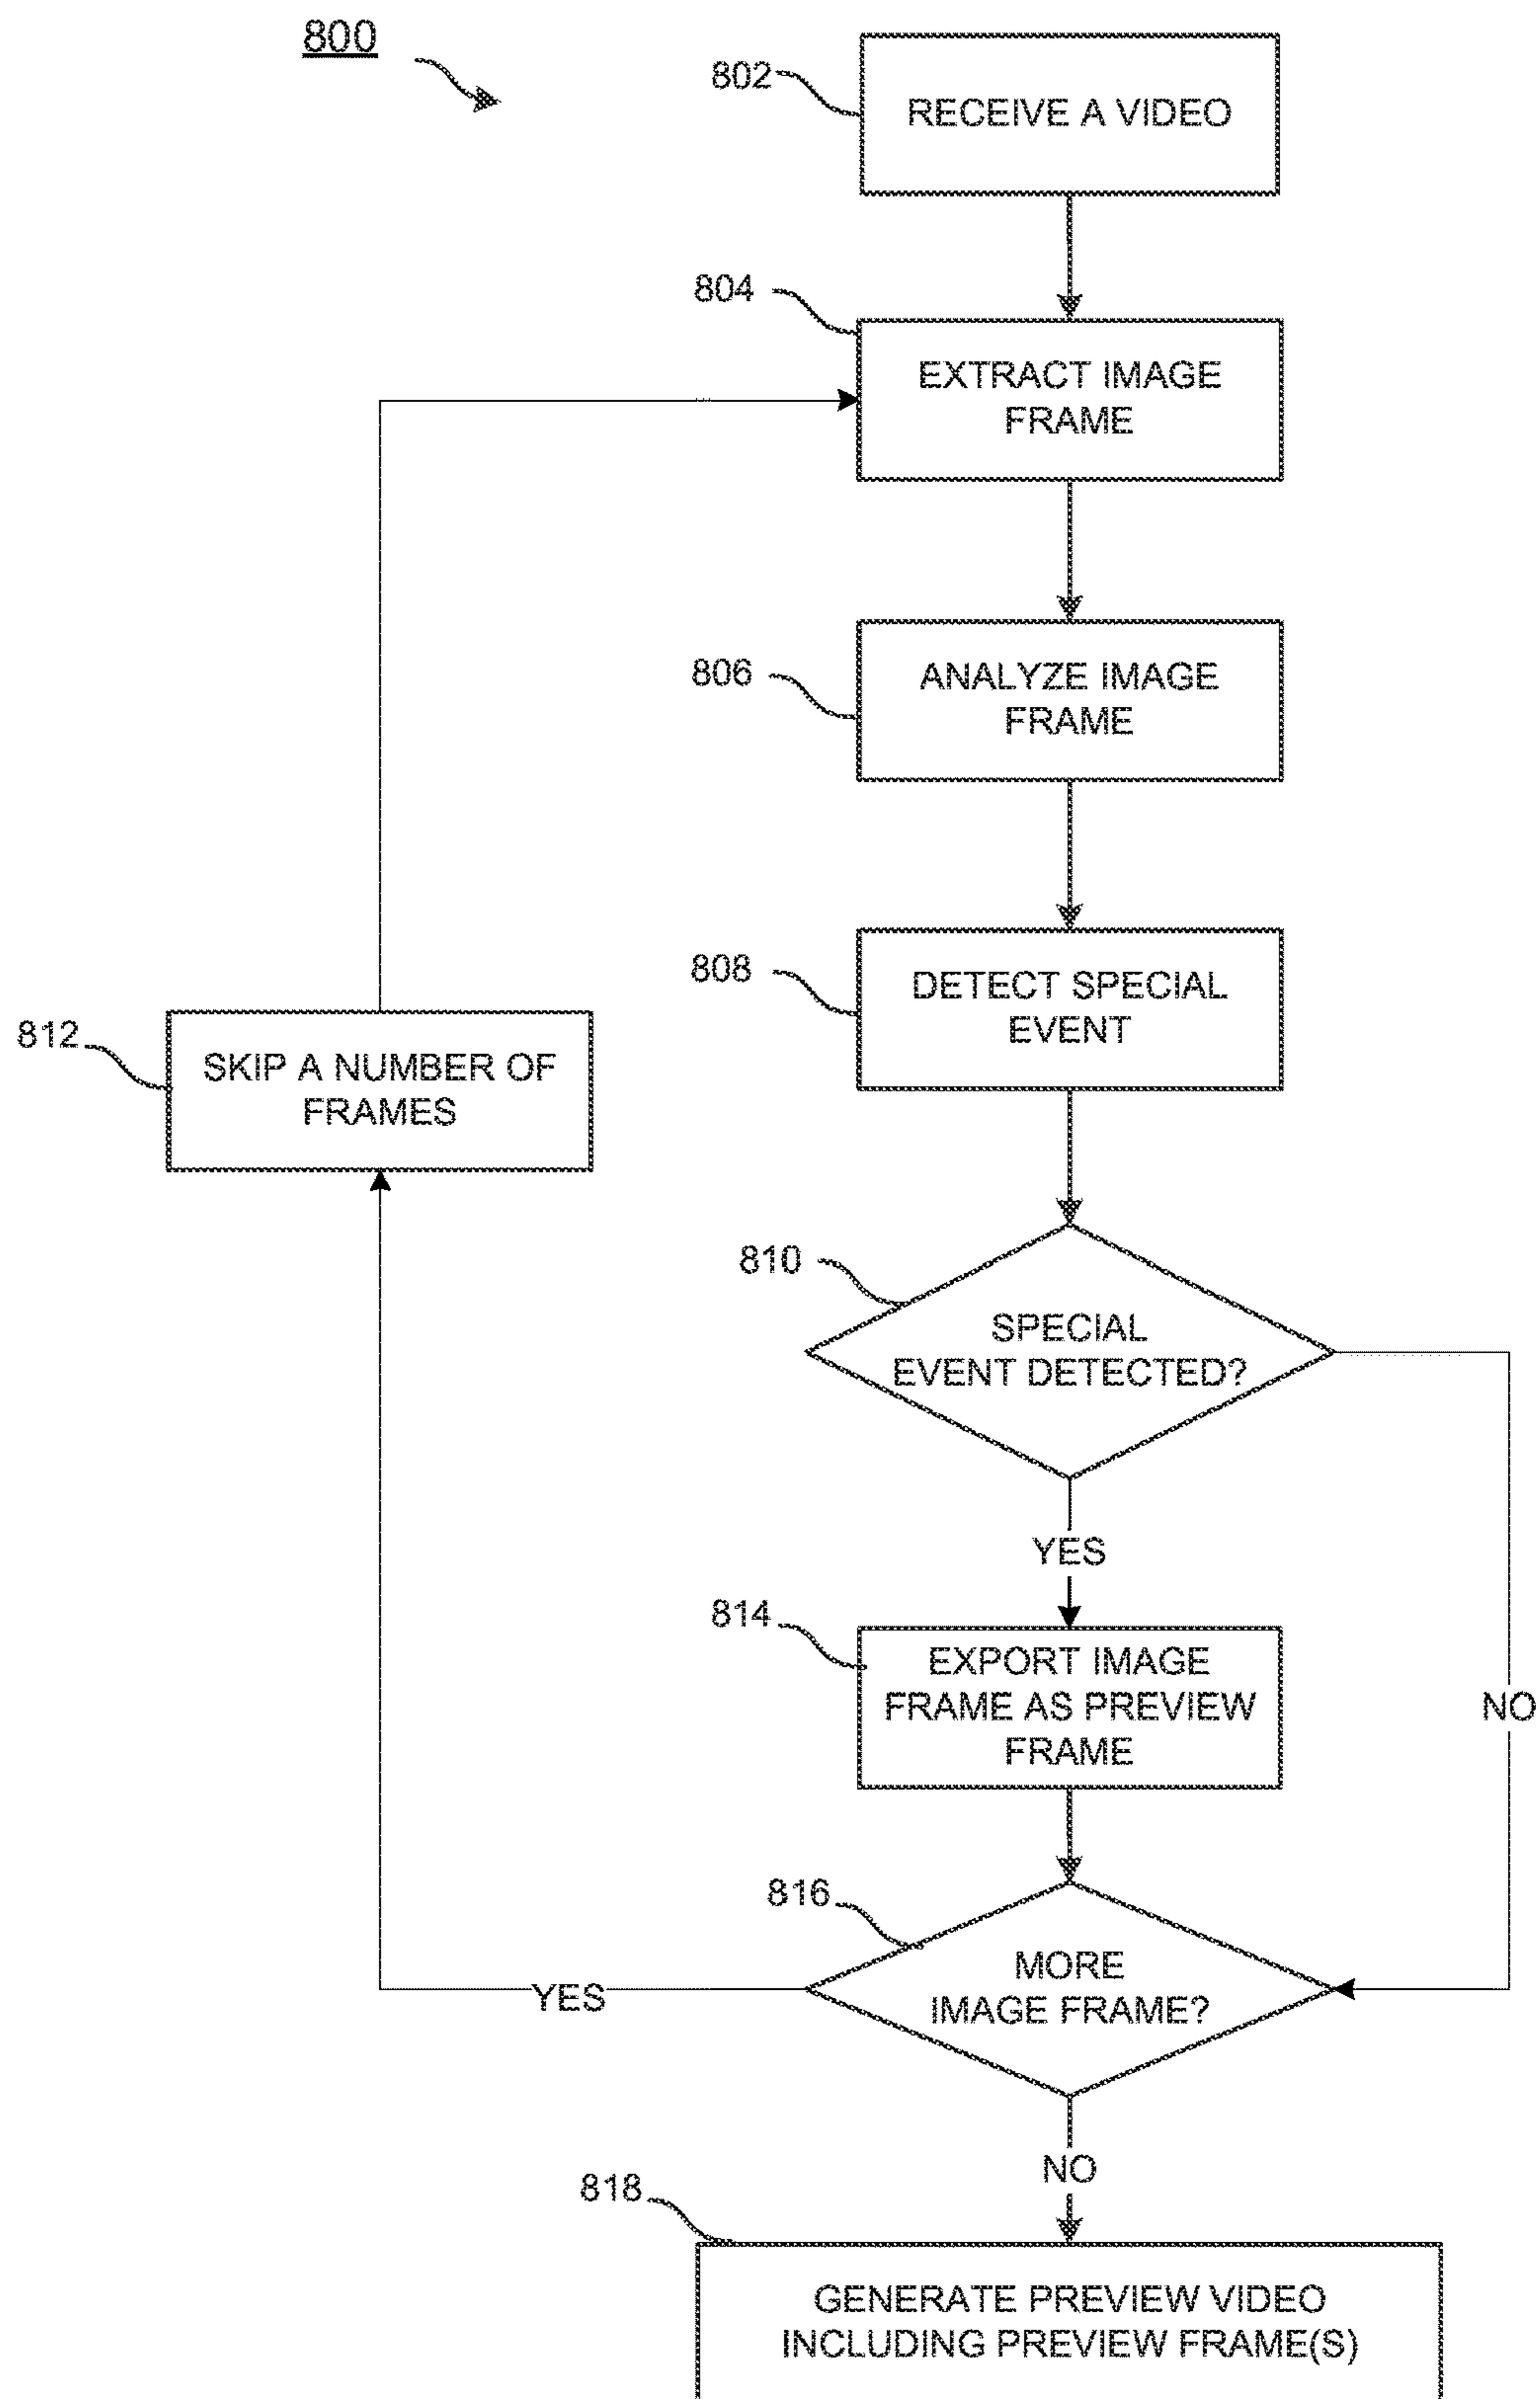 800
802
RECEIVE A VIDEO
804
EXTRACT IMAGE
FRAME
806
ANALYZE IMAGE
FRAME
808
DETECT SPECIAL
EVENT
812
SKIP A NUMBER OF
FRAMES
810
SPECIAL
EVENT DETECTED?
YES
814
EXPORT IMAGE
FRAME AS PREVIEW
FRAME
NO
816
MORE
IMAGE FRAME?
YES
NO
818
GENERATE PREVIEW VIDEO
INCLUDING PREVIEW FRAME(S)